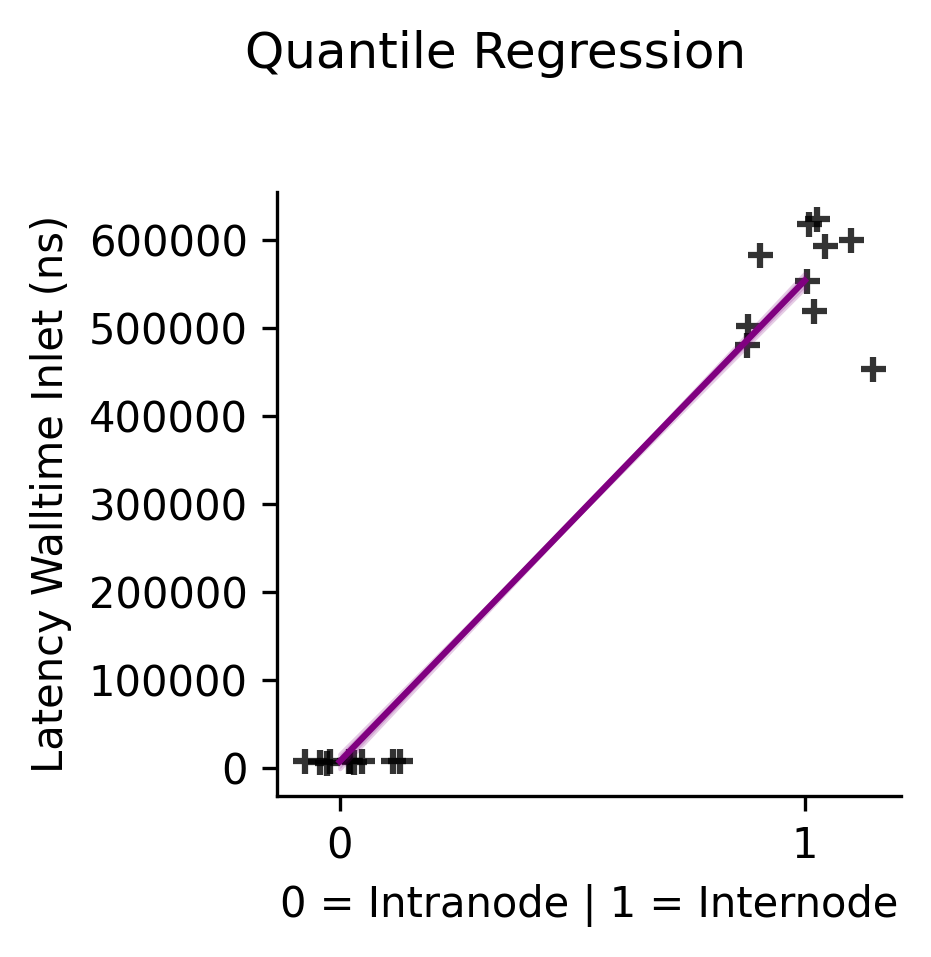 Quantile Regression
Latency Walltime Inlet (ns)
600000
500000
400000
300000
200000
100000
0
0 1
0 = Intranode | 1 = Internode